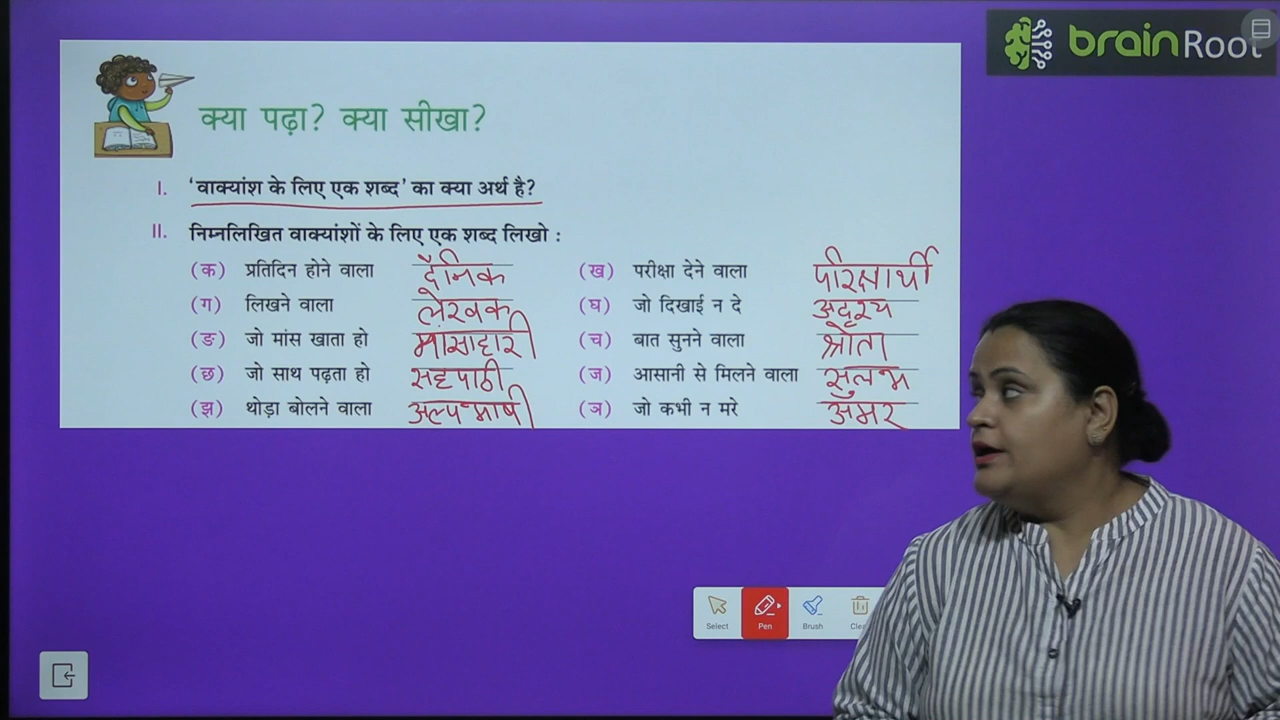 brainRoot
क्या पढ़ा? क्या सीखा?
I. 'वाक्यांश के लिए एक शब्द' का क्या अर्थ है?
II. निम्नलिखित वाक्यांशों के लिए एक शब्द लिखो :
(क) प्रतिदिन होने वाला दैनिक (ख) परीक्षा देने वाला परिक्षार्थी
(ग) लिखने वाला लेखक (घ) जो दिखाई न दे अदृश्य
(ङ) जो मांस खाता हो मांसाहारी (च) बात सुनने वाला श्रोता
(छ) जो साथ पढ़ता हो सहपाठी (ज) आसानी से मिलने वाला सुलभ
(झ) थोड़ा बोलने वाला अल्पभाषी (ञ) जो कभी न मरे अमर
Select Pen Brush